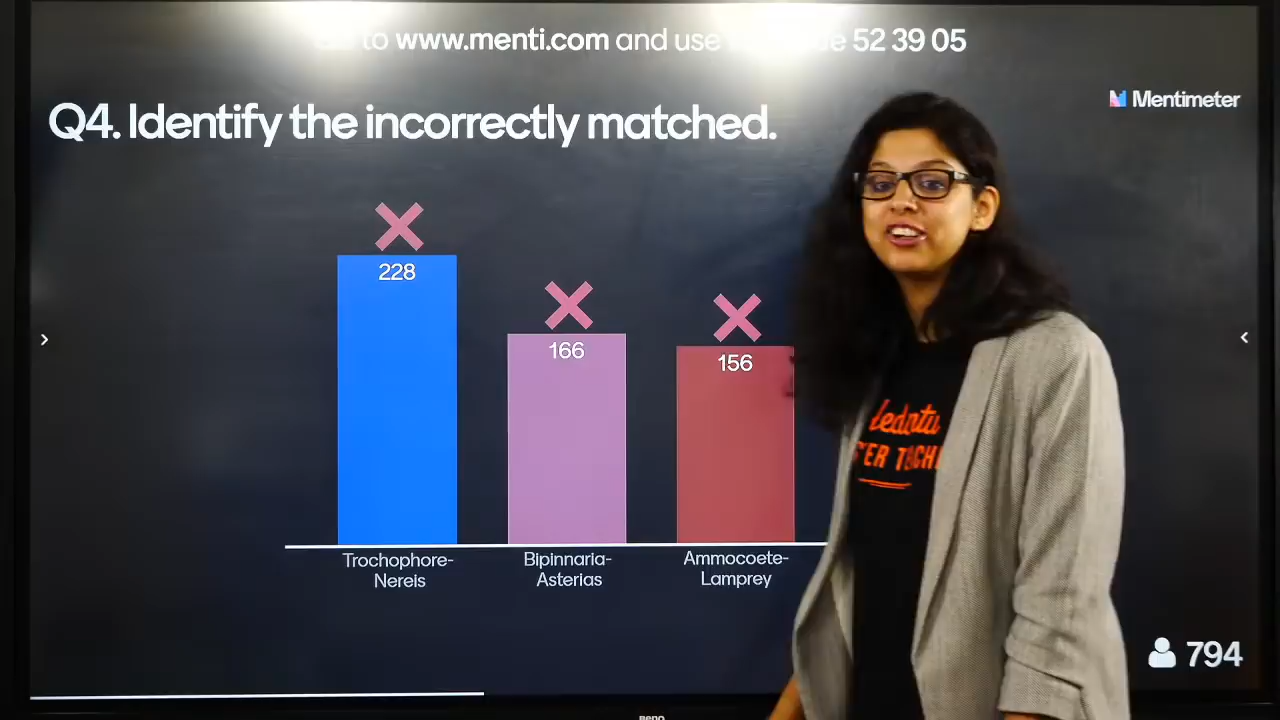 to www.menti.com and use 52 39 05
Mentimeter
Q4. Identify the incorrectly matched.
228
166
156
Trochophore-
Nereis
Bipinnaria-
Asterias
Ammocoete-
Lamprey
794